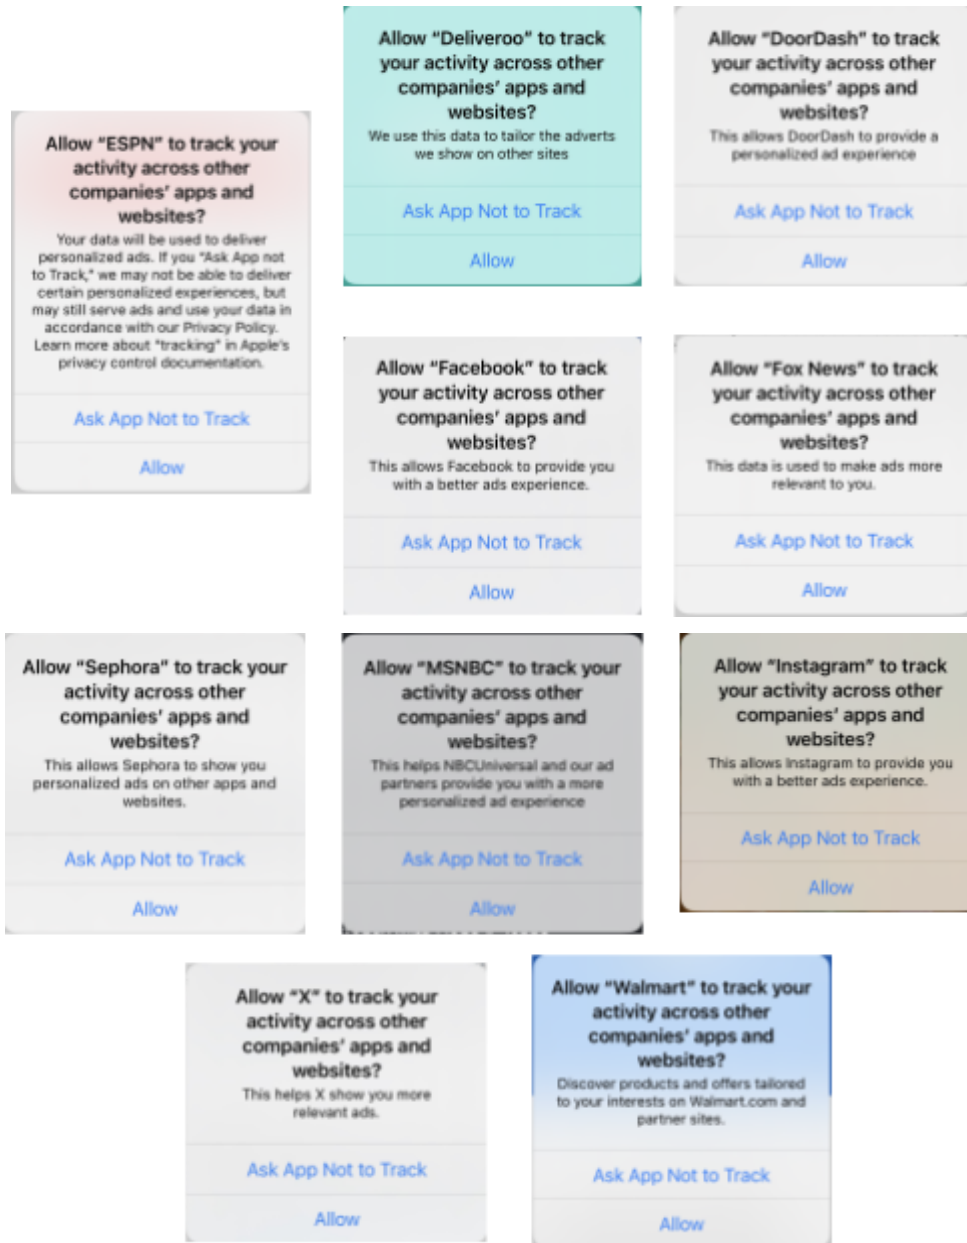 Allow "ESPN" to track your
activity across other
companies' apps and
websites?
Your data will be used to deliver
personalized ads. If you "Ask App not
to Track," we may not be able to deliver
certain personalized experiences, but
may still serve ads and use your data in
accordance with our Privacy Policy.
Learn more about "tracking" in Apple's
privacy control documentation.
Ask App Not to Track
Allow
Allow "Deliveroo" to track
your activity across other
companies' apps and
websites?
We use this data to tailor the adverts
we show on other sites
Ask App Not to Track
Allow
Allow "DoorDash" to track
your activity across other
companies' apps and
websites?
This allows DoorDash to provide a
personalized ad experience
Ask App Not to Track
Allow
Allow "Facebook" to track
your activity across other
companies' apps and
websites?
This allows Facebook to provide you
with a better ads experience.
Ask App Not to Track
Allow
Allow "Fox News" to track
your activity across other
companies' apps and
websites?
This data is used to make ads more
relevant to you.
Ask App Not to Track
Allow
Allow "Sephora" to track your
activity across other
companies' apps and
websites?
This allows Sephora to show you
personalized ads on other apps and
websites.
Ask App Not to Track
Allow
Allow "MSNBC" to track your
activity across other
companies' apps and
websites?
This helps NBCUniversal and our ad
partners provide you with a more
personalized ad experience
Ask App Not to Track
Allow
Allow "Instagram" to track
your activity across other
companies' apps and
websites?
This allows Instagram to provide you
with a better ads experience.
Ask App Not to Track
Allow
Allow "X" to track your
activity across other
companies' apps and
websites?
This helps X show you more
relevant ads.
Ask App Not to Track
Allow
Allow "Walmart" to track your
activity across other
companies' apps and
websites?
Discover products and offers tailored
to your interests on Walmart.com and
partner sites.
Ask App Not to Track
Allow